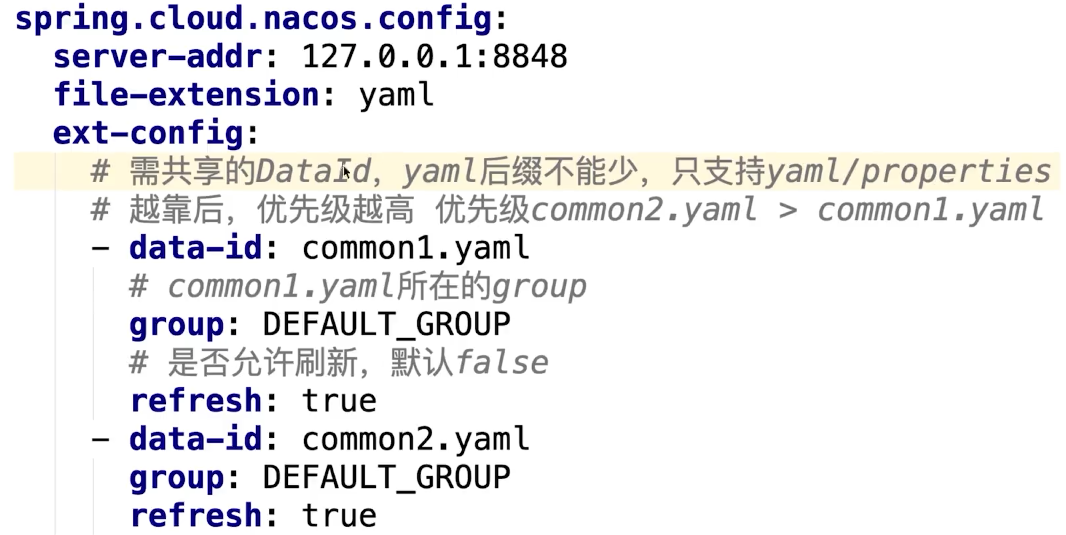 spring.cloud.nacos.config:
  server-addr: 127.0.0.1:8848
  file-extension: yaml
  ext-config:
    # 需共享的DataId，yaml后缀不能少，只支持yaml/properties
    # 越靠后，优先级越高 优先级common2.yaml > common1.yaml
    - data-id: common1.yaml
      # common1.yaml所在的group
      group: DEFAULT_GROUP
      # 是否允许刷新，默认false
      refresh: true
    - data-id: common2.yaml
      group: DEFAULT_GROUP
      refresh: true